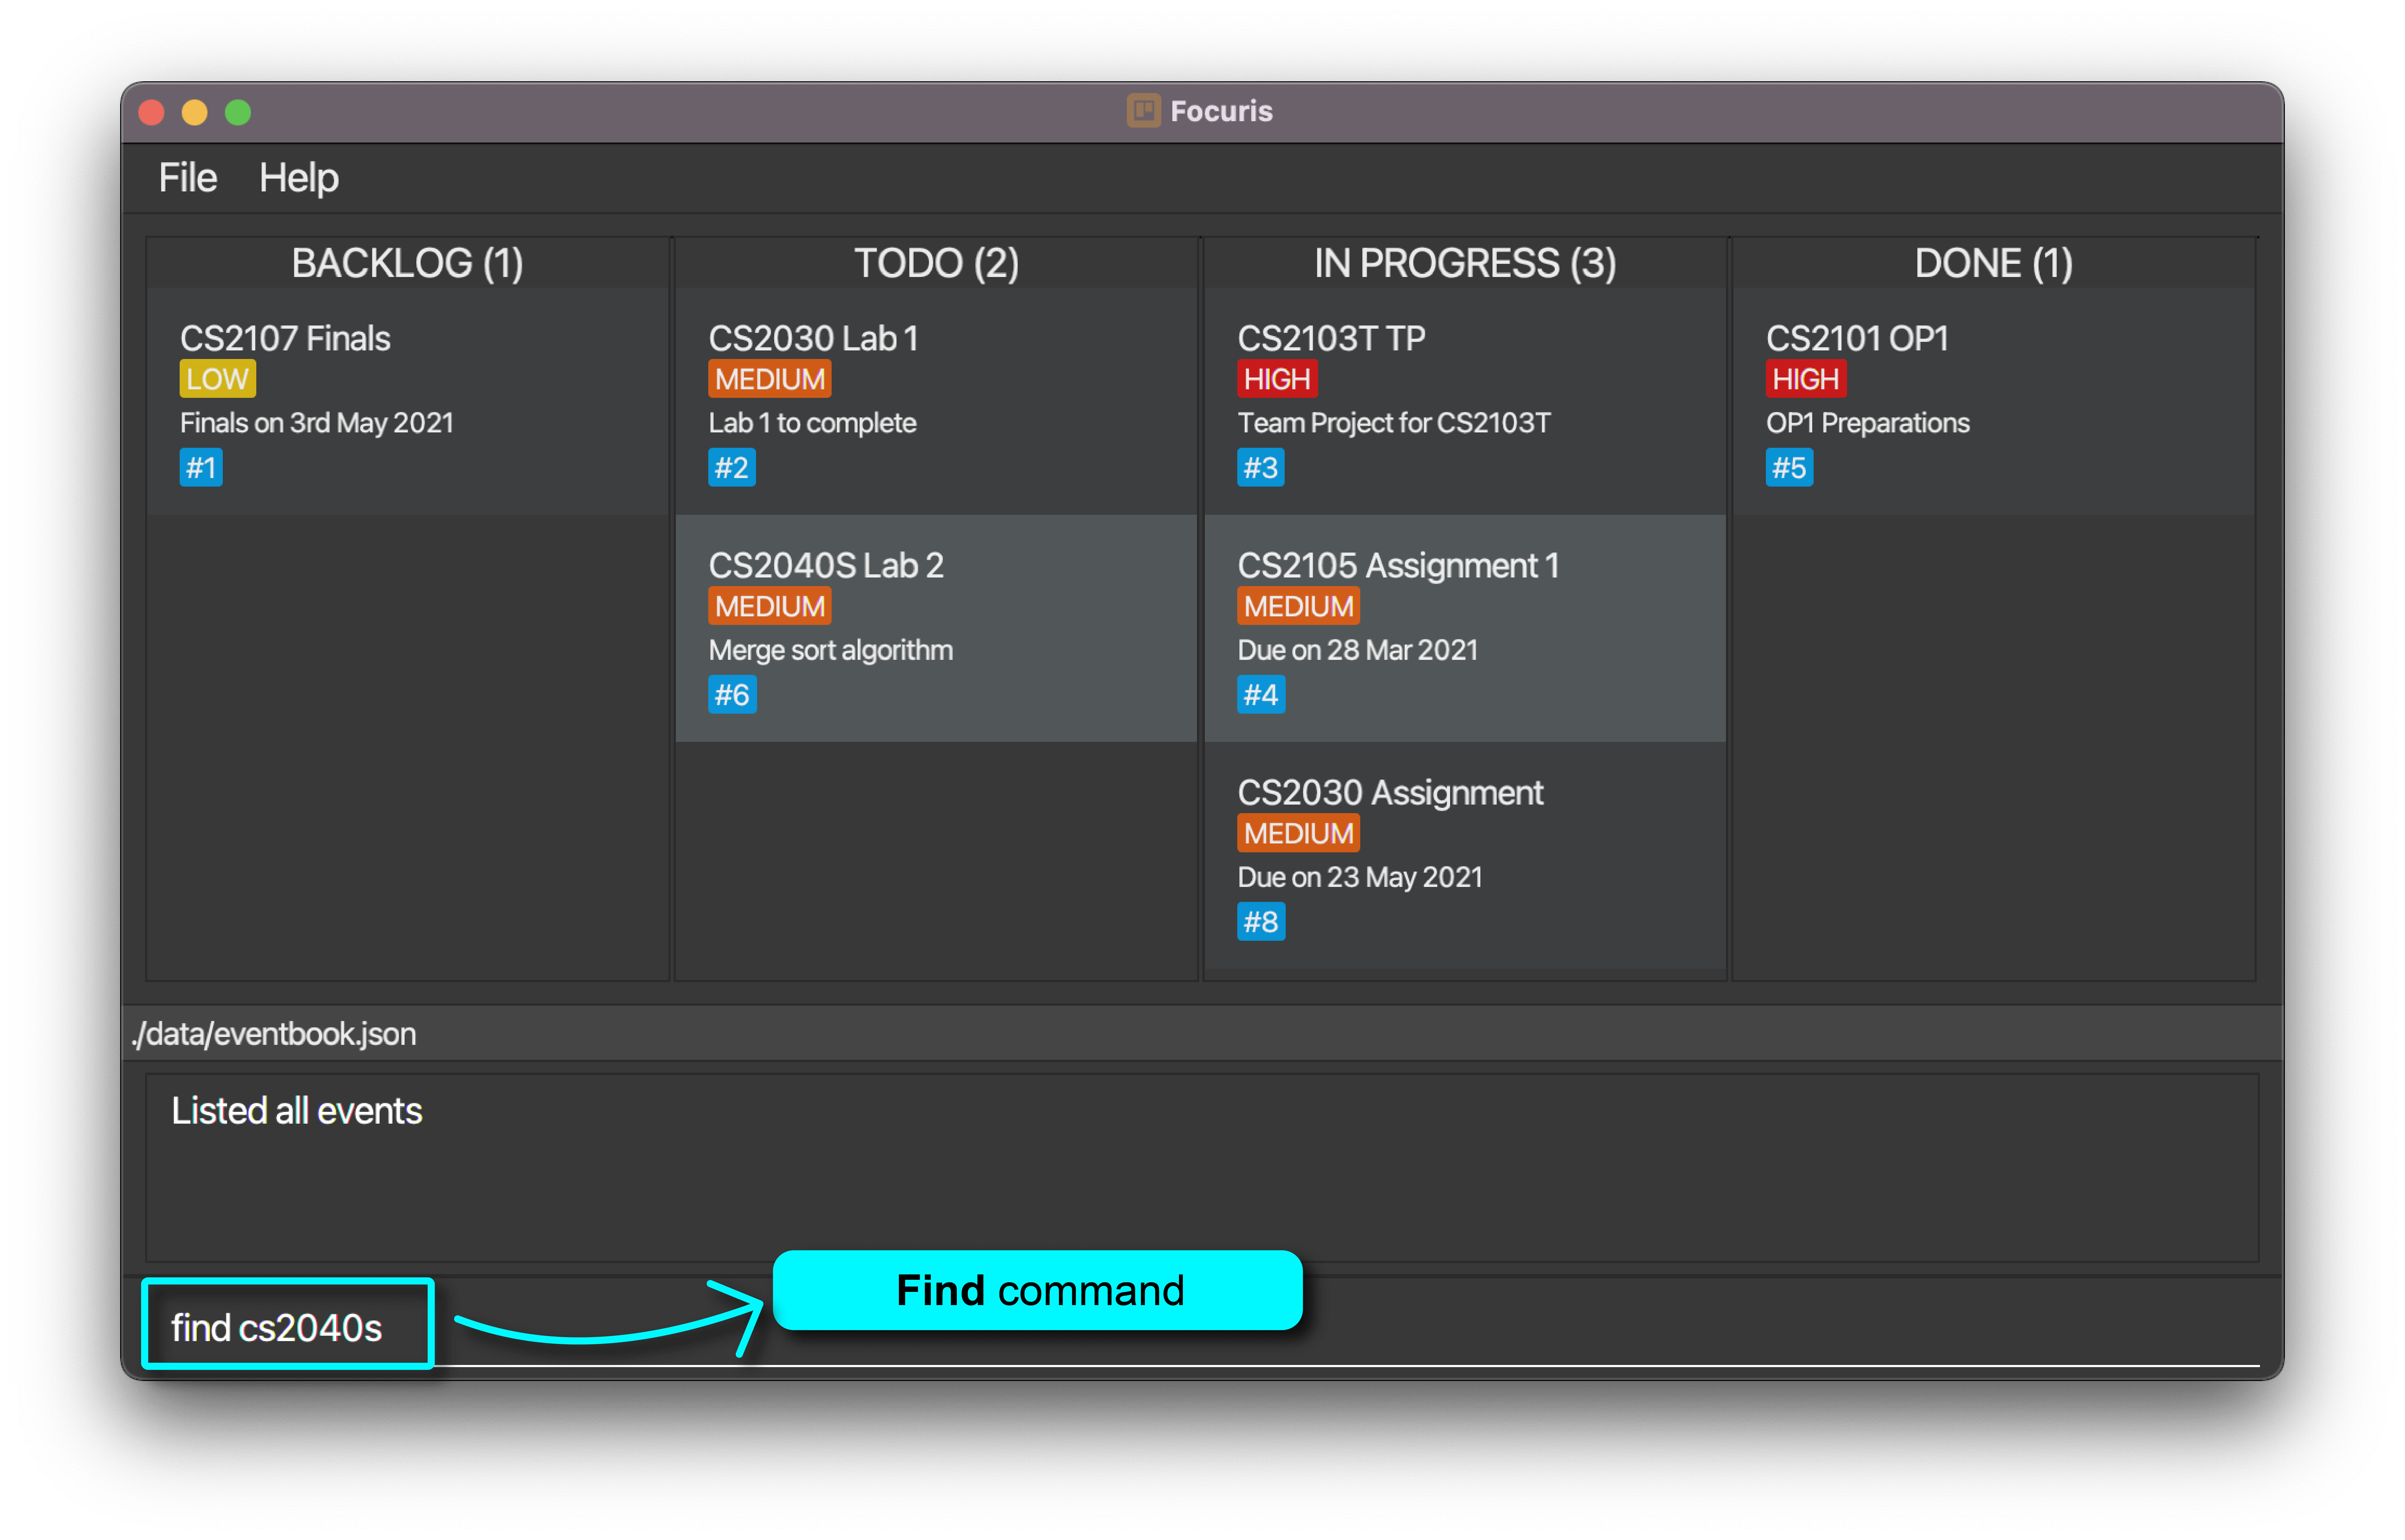 Focuris
File Help
BACKLOG (1)
CS2107 Finals
LOW
Finals on 3rd May 2021
#1
TODO (2)
CS2030 Lab 1
MEDIUM
Lab 1 to complete
#2
CS2040S Lab 2
MEDIUM
Merge sort algorithm
#6
IN PROGRESS (3)
CS2103T TP
HIGH
Team Project for CS2103T
#3
CS2105 Assignment 1
MEDIUM
Due on 28 Mar 2021
#4
CS2030 Assignment
MEDIUM
Due on 23 May 2021
#8
DONE (1)
CS2101 OP1
HIGH
OP1 Preparations
#5
./data/eventbook.json
Listed all events
Find command
find cs2040s